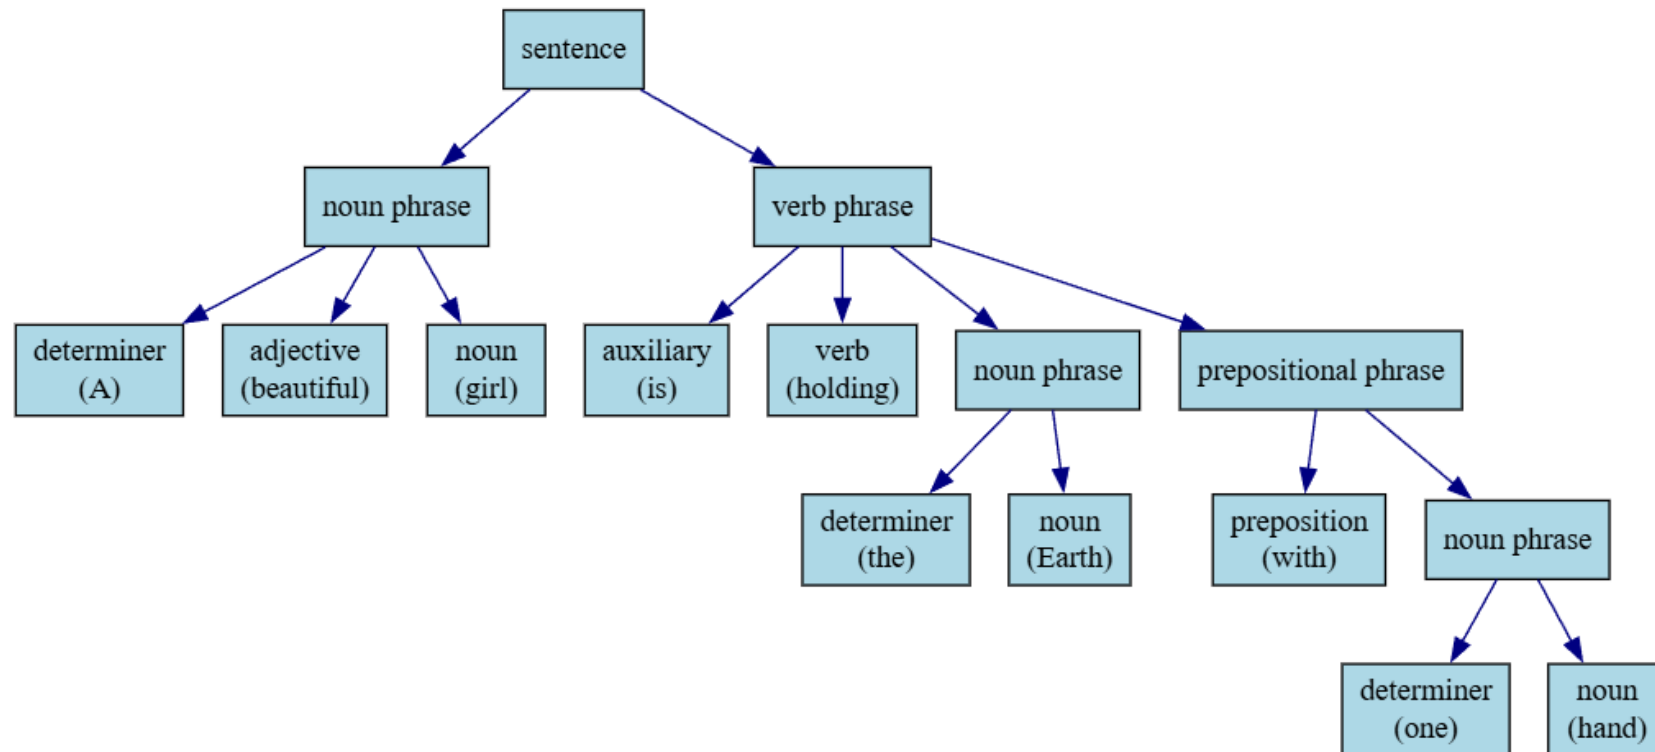 sentence
noun phrase
verb phrase
determiner
(A)
adjective
(beautiful)
noun
(girl)
auxiliary
(is)
verb
(holding)
noun phrase
prepositional phrase
determiner
(the)
noun
(Earth)
preposition
(with)
noun phrase
determiner
(one)
noun
(hand)